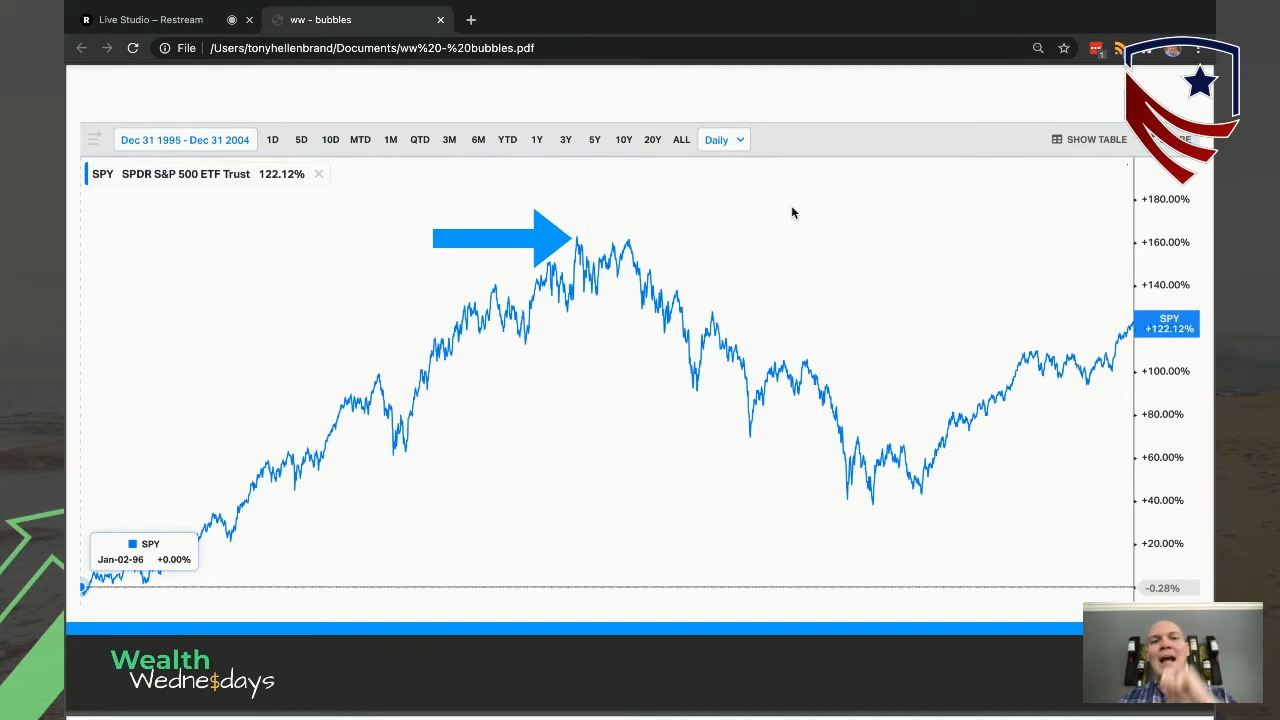 R Live Studio – Restream
ww - bubbles
File /Users/tonyhellenbrand/Documents/ww%20-%20bubbles.pdf
1
Dec 31 1995 - Dec 31 2004 1D 5D 10D MTD 1M QTD 3M 6M YTD 1Y 3Y 5Y 10Y 20Y ALL Daily SHOW TABLE
SPY SPDR S&P 500 ETF Trust 122.12%
+180.00%
+160.00%
+140.00%
SPY
+122.12%
+100.00%
+80.00%
+60.00%
+40.00%
+20.00%
-0.28%
SPY
Jan-02-96 +0.00%
Wealth
Wedne$days